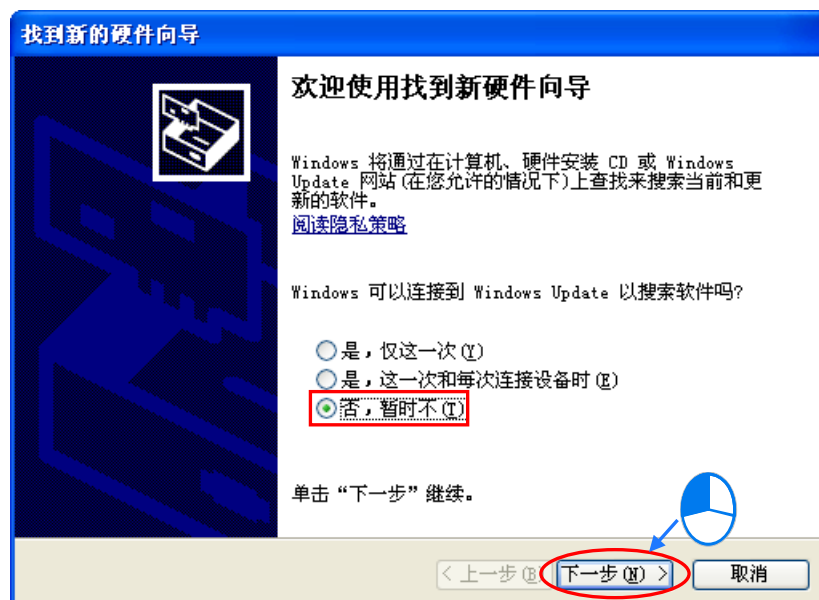 找到新的硬件向导
欢迎使用找到新硬件向导
Windows 将通过在计算机、硬件安装 CD 或 Windows
Update 网站(在您允许的情况下)上查找来搜索当前和更
新的软件。
阅读隐私策略
Windows 可以连接到 Windows Update 以搜索软件吗?
是，仅这一次(Y)
是，这一次和每次连接设备时(E)
否，暂时不(T)
单击“下一步”继续。
< 上一步(B) 下一步(N) > 取消